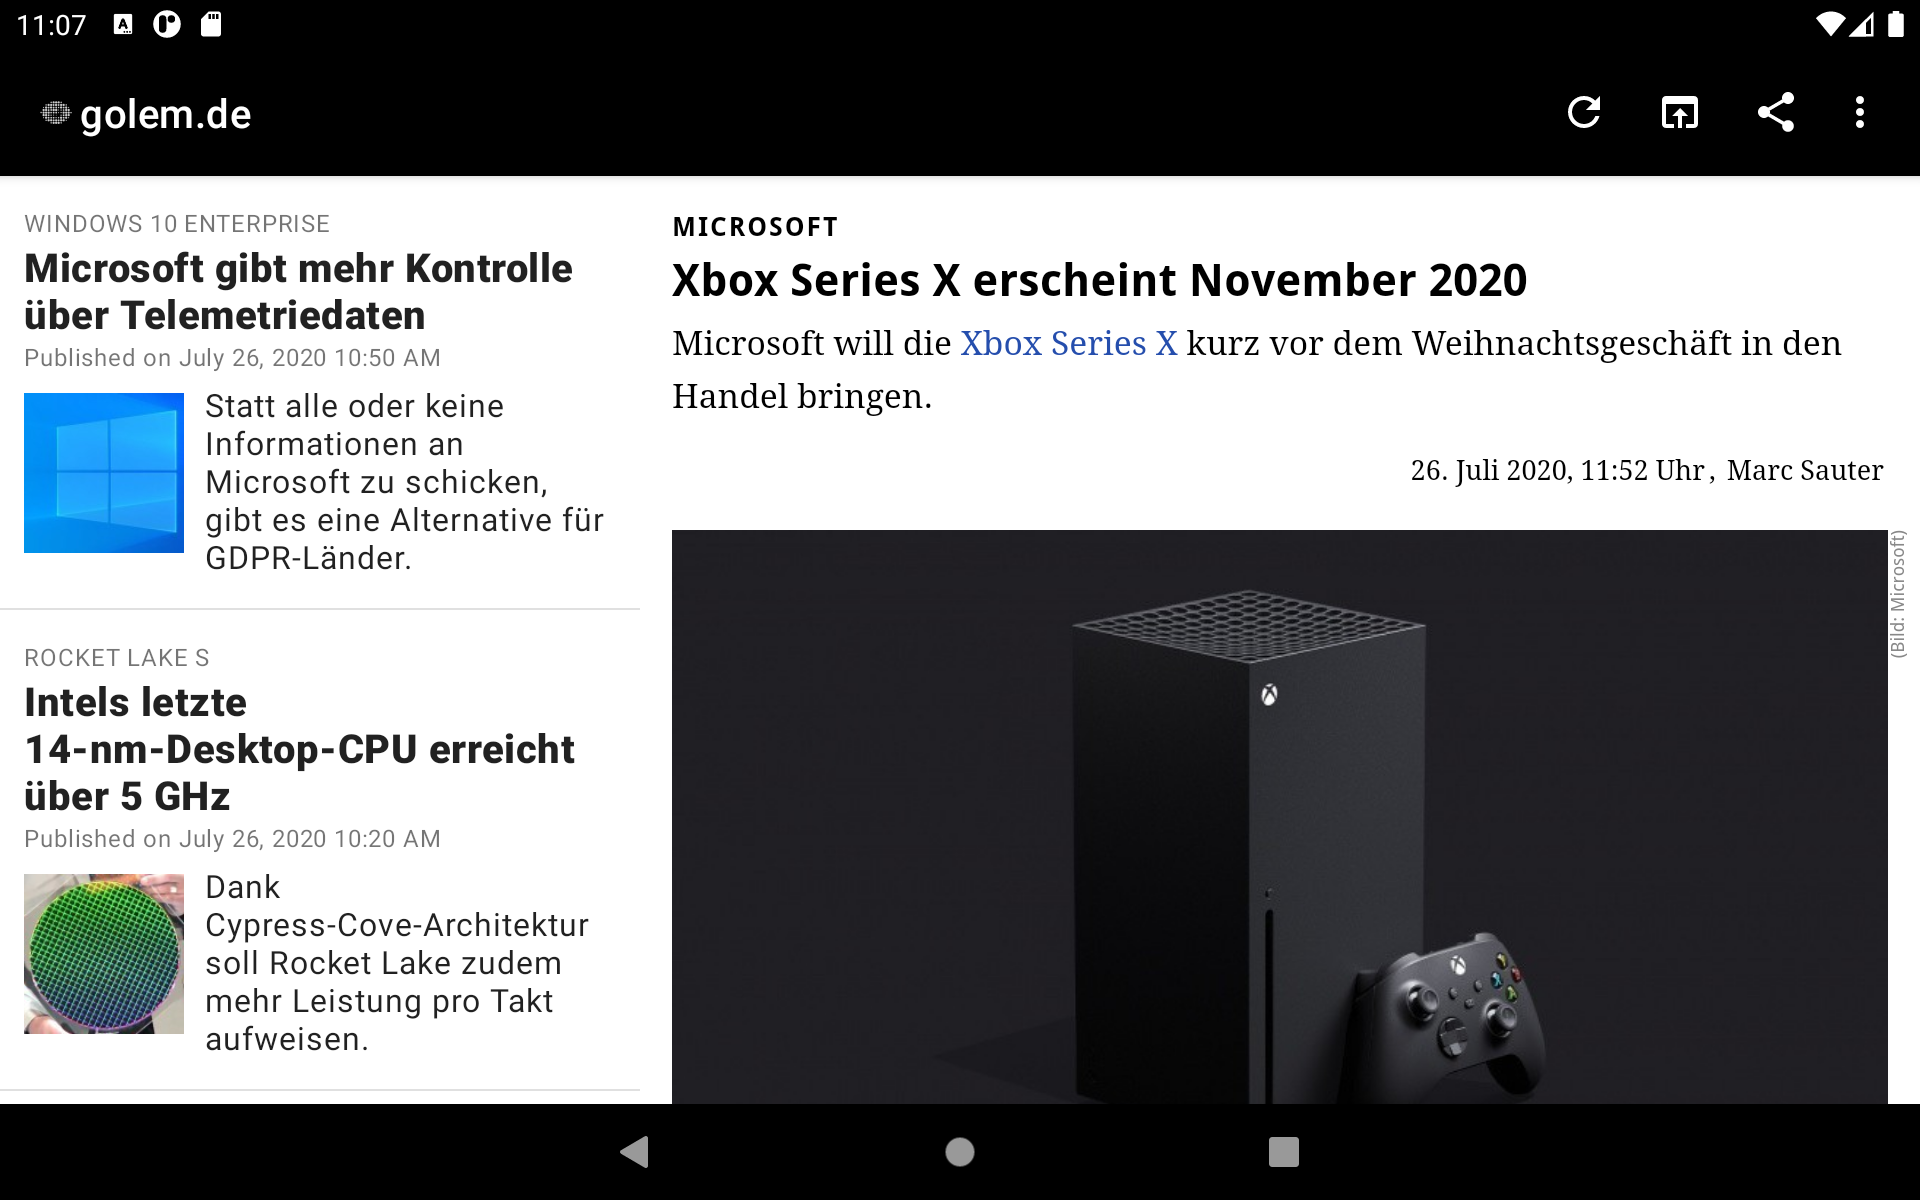 11:07
golem.de
WINDOWS 10 ENTERPRISE
Microsoft gibt mehr Kontrolle
über Telemetriedaten
Published on July 26, 2020 10:50 AM
Statt alle oder keine
Informationen an
Microsoft zu schicken,
gibt es eine Alternative für
GDPR-Länder.
ROCKET LAKE S
Intels letzte
14-nm-Desktop-CPU erreicht
über 5 GHz
Published on July 26, 2020 10:20 AM
Dank
Cypress-Cove-Architektur
soll Rocket Lake zudem
mehr Leistung pro Takt
aufweisen.
MICROSOFT
Xbox Series X erscheint November 2020
Microsoft will die Xbox Series X kurz vor dem Weihnachtsgeschäft in den
Handel bringen.
26. Juli 2020, 11:52 Uhr, Marc Sauter
(Bild: Microsoft)